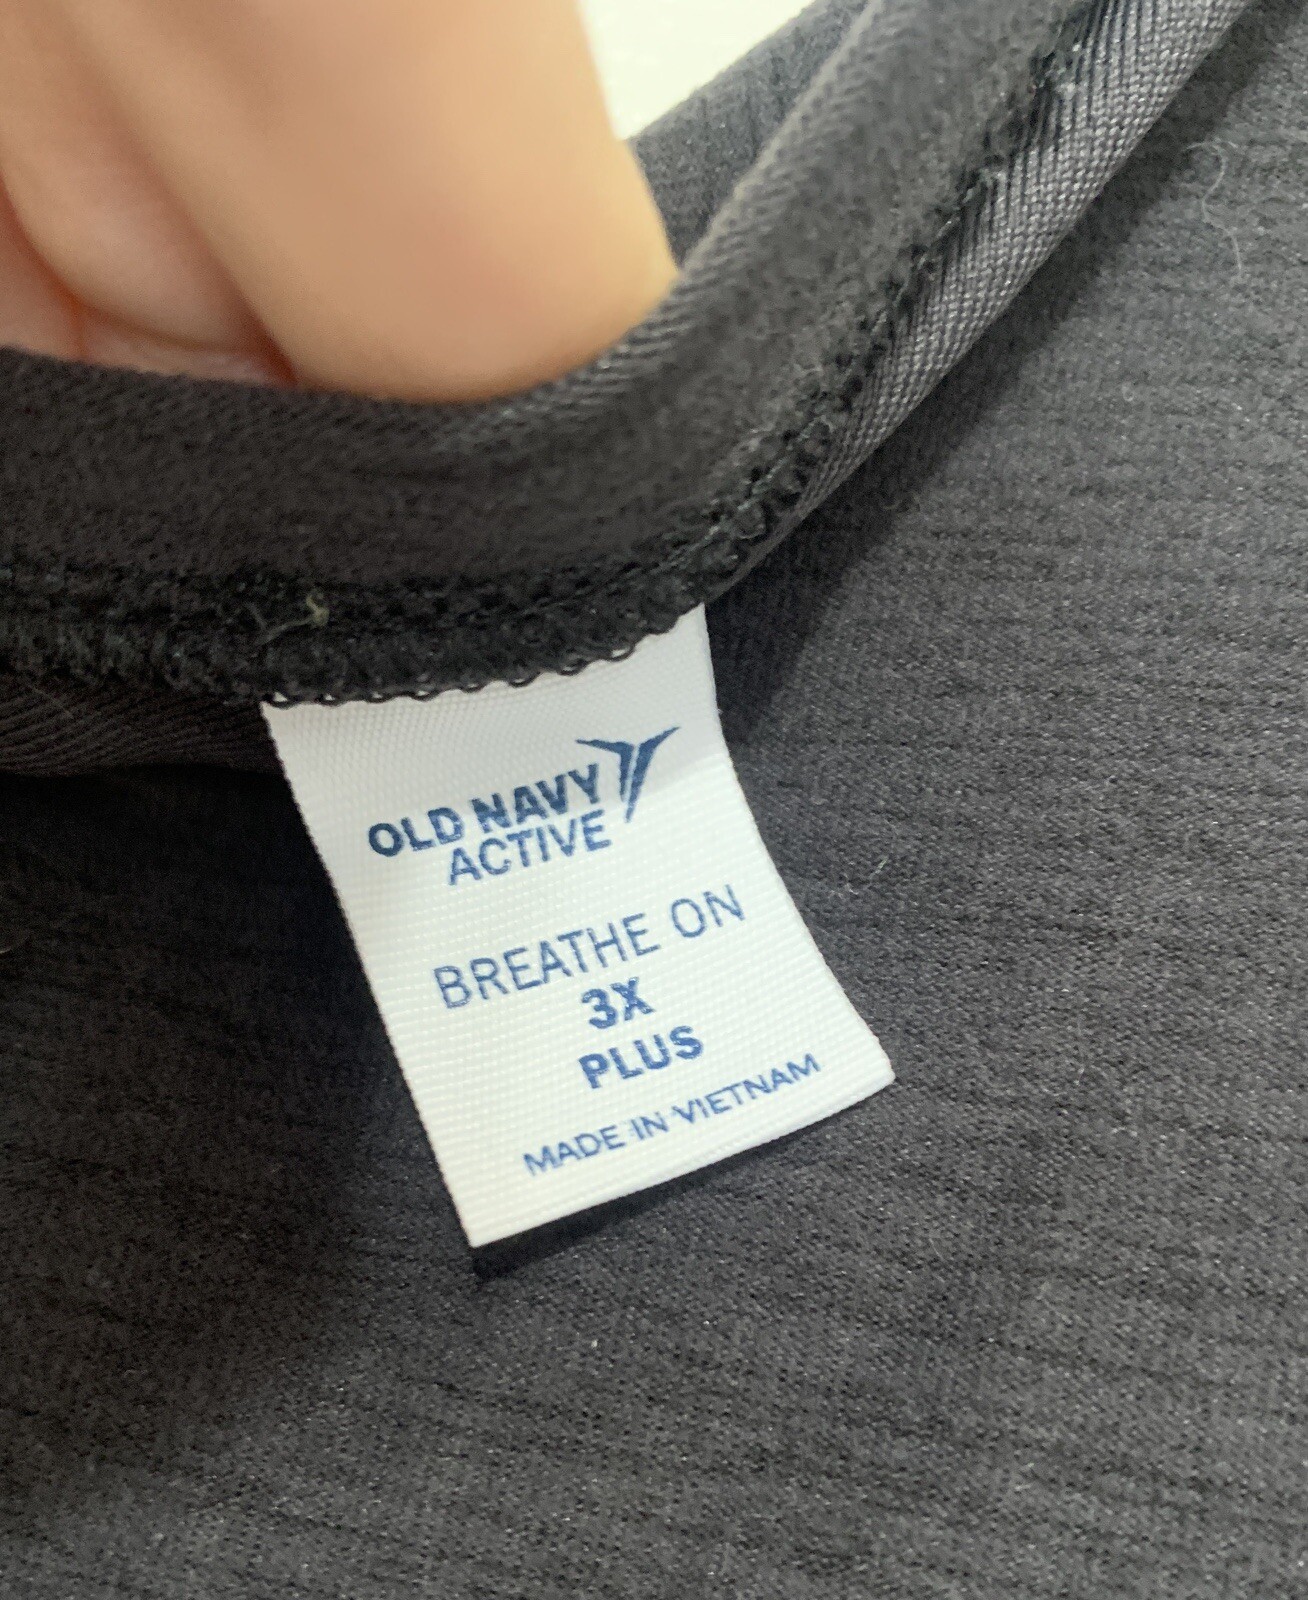 OLD NAVY
ACTIVE
BREATHE ON
3X
PLUS
MADE IN VIETNAM